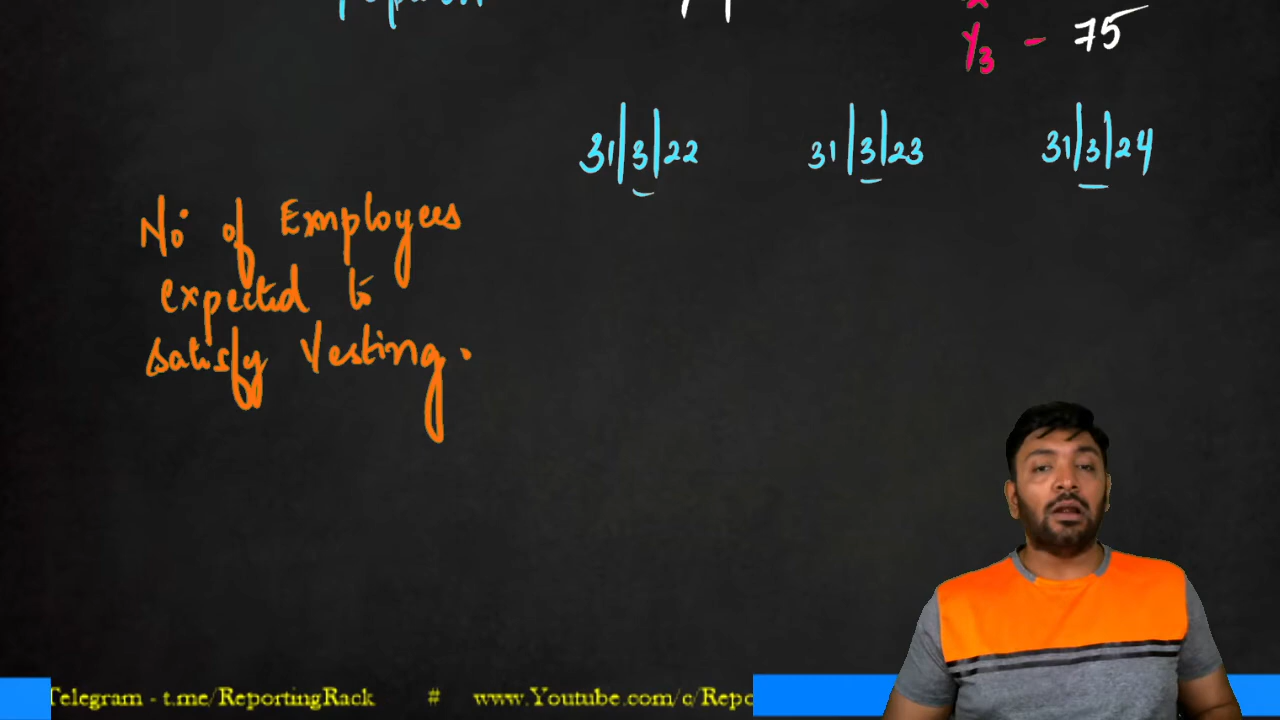 Y3 - 75
31|3|22 31|3|23 31|3|24
No of Employees
expected to
satisfy Vesting.
Telegram - t.me/ReportingRack # www.Youtube.com/c/Repo